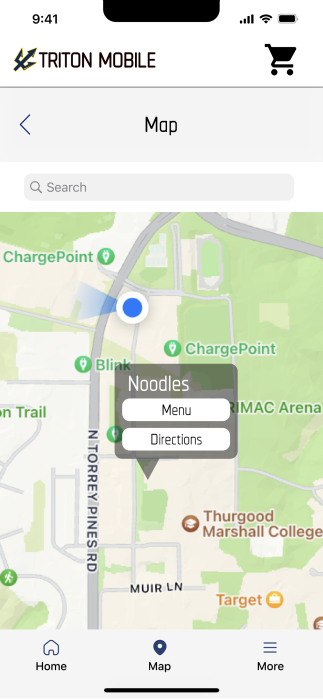 9:41
TRITON MOBILE
Map
Search
ChargePoint
ChargePoint
Blink
Noodles
Menu
RIMAC Arena
on Trail
Directions
N TORREY PINES RD
Thurgood
Marshall College
MUIR LN
Target
Home
Map
More